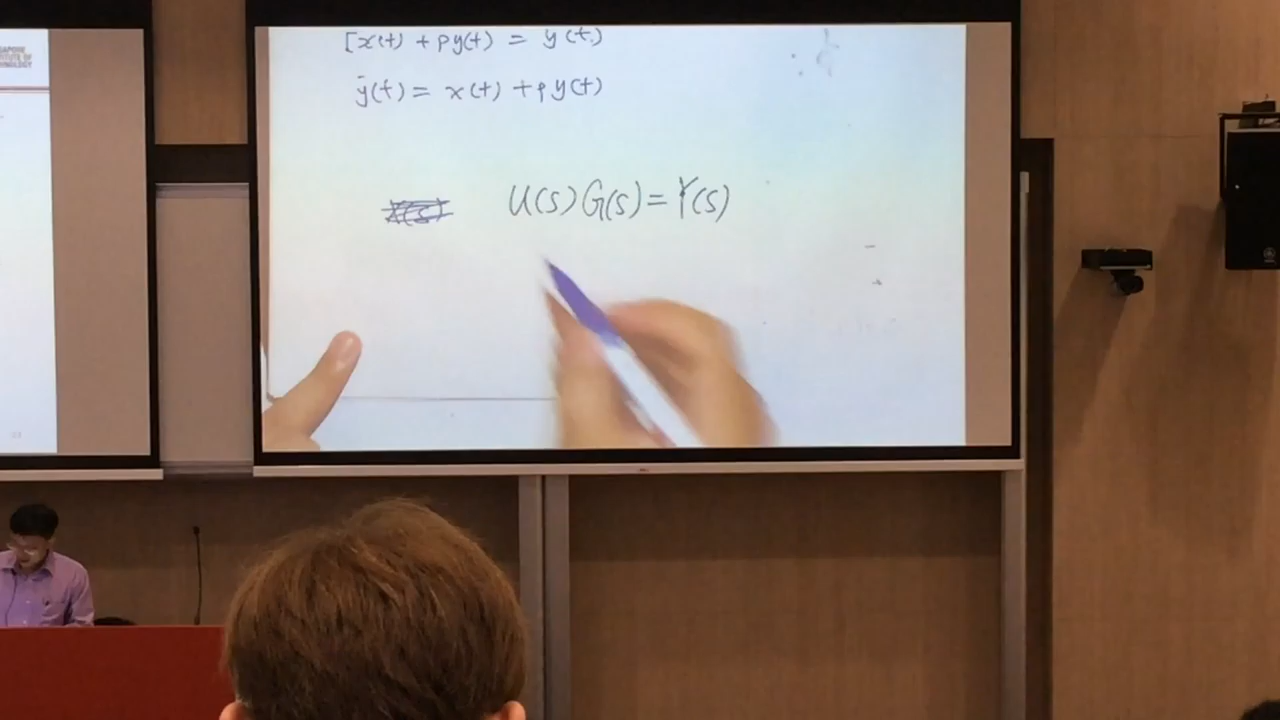 [x(t) + py(t) = y(t)
ẏ(t) = x(t) + py(t)
U(s) G(s) = Y(s)